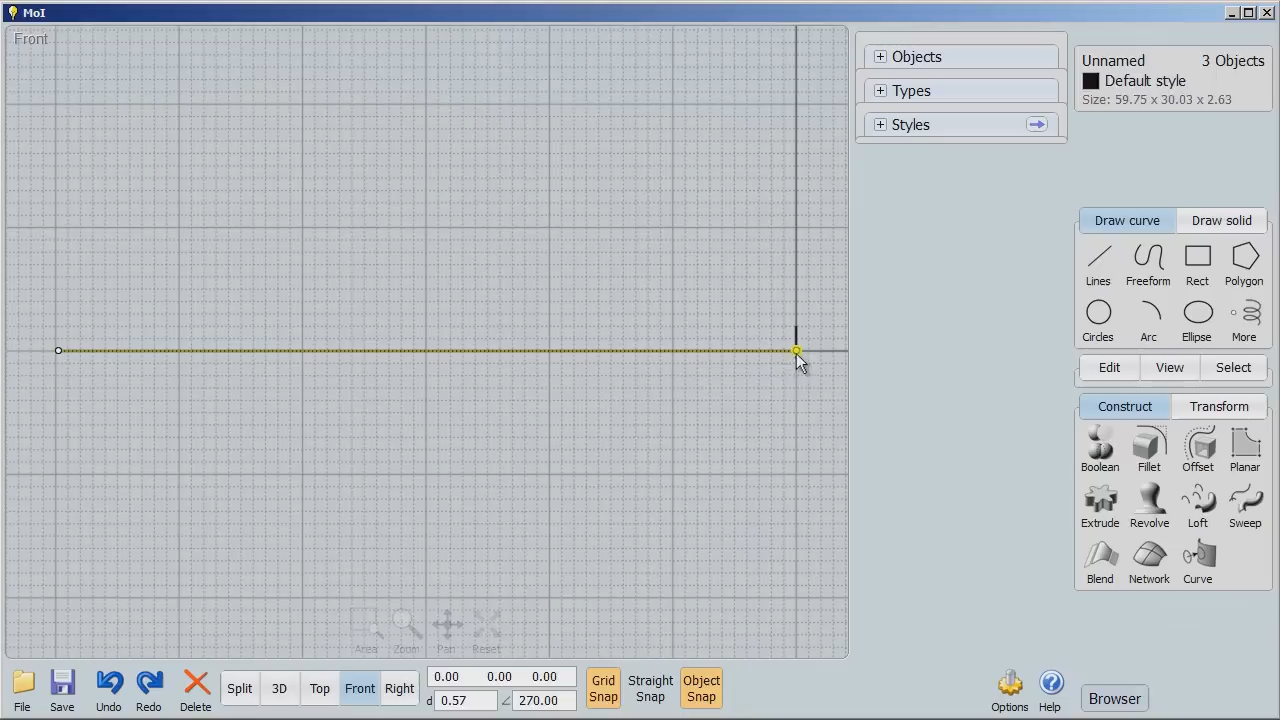 MoI
Front
Objects
Types
Styles
Unnamed 3 Objects
Default style
Size: 59.75 x 30.03 x 2.63
Draw curve Draw solid
Lines Freeform Rect Polygon
Circles Arc Ellipse More
Edit View Select
Construct Transform
Boolean Fillet Offset Planar
Extrude Revolve Loft Sweep
Blend Network Curve
Area Zoom Pan Reset
File Save Undo Redo Delete
Split 3D Top Front Right
0.00 0.00 0.00
d 0.57 ∠ 270.00
Grid Snap
Straight Snap
Object Snap
Options Help
Browser